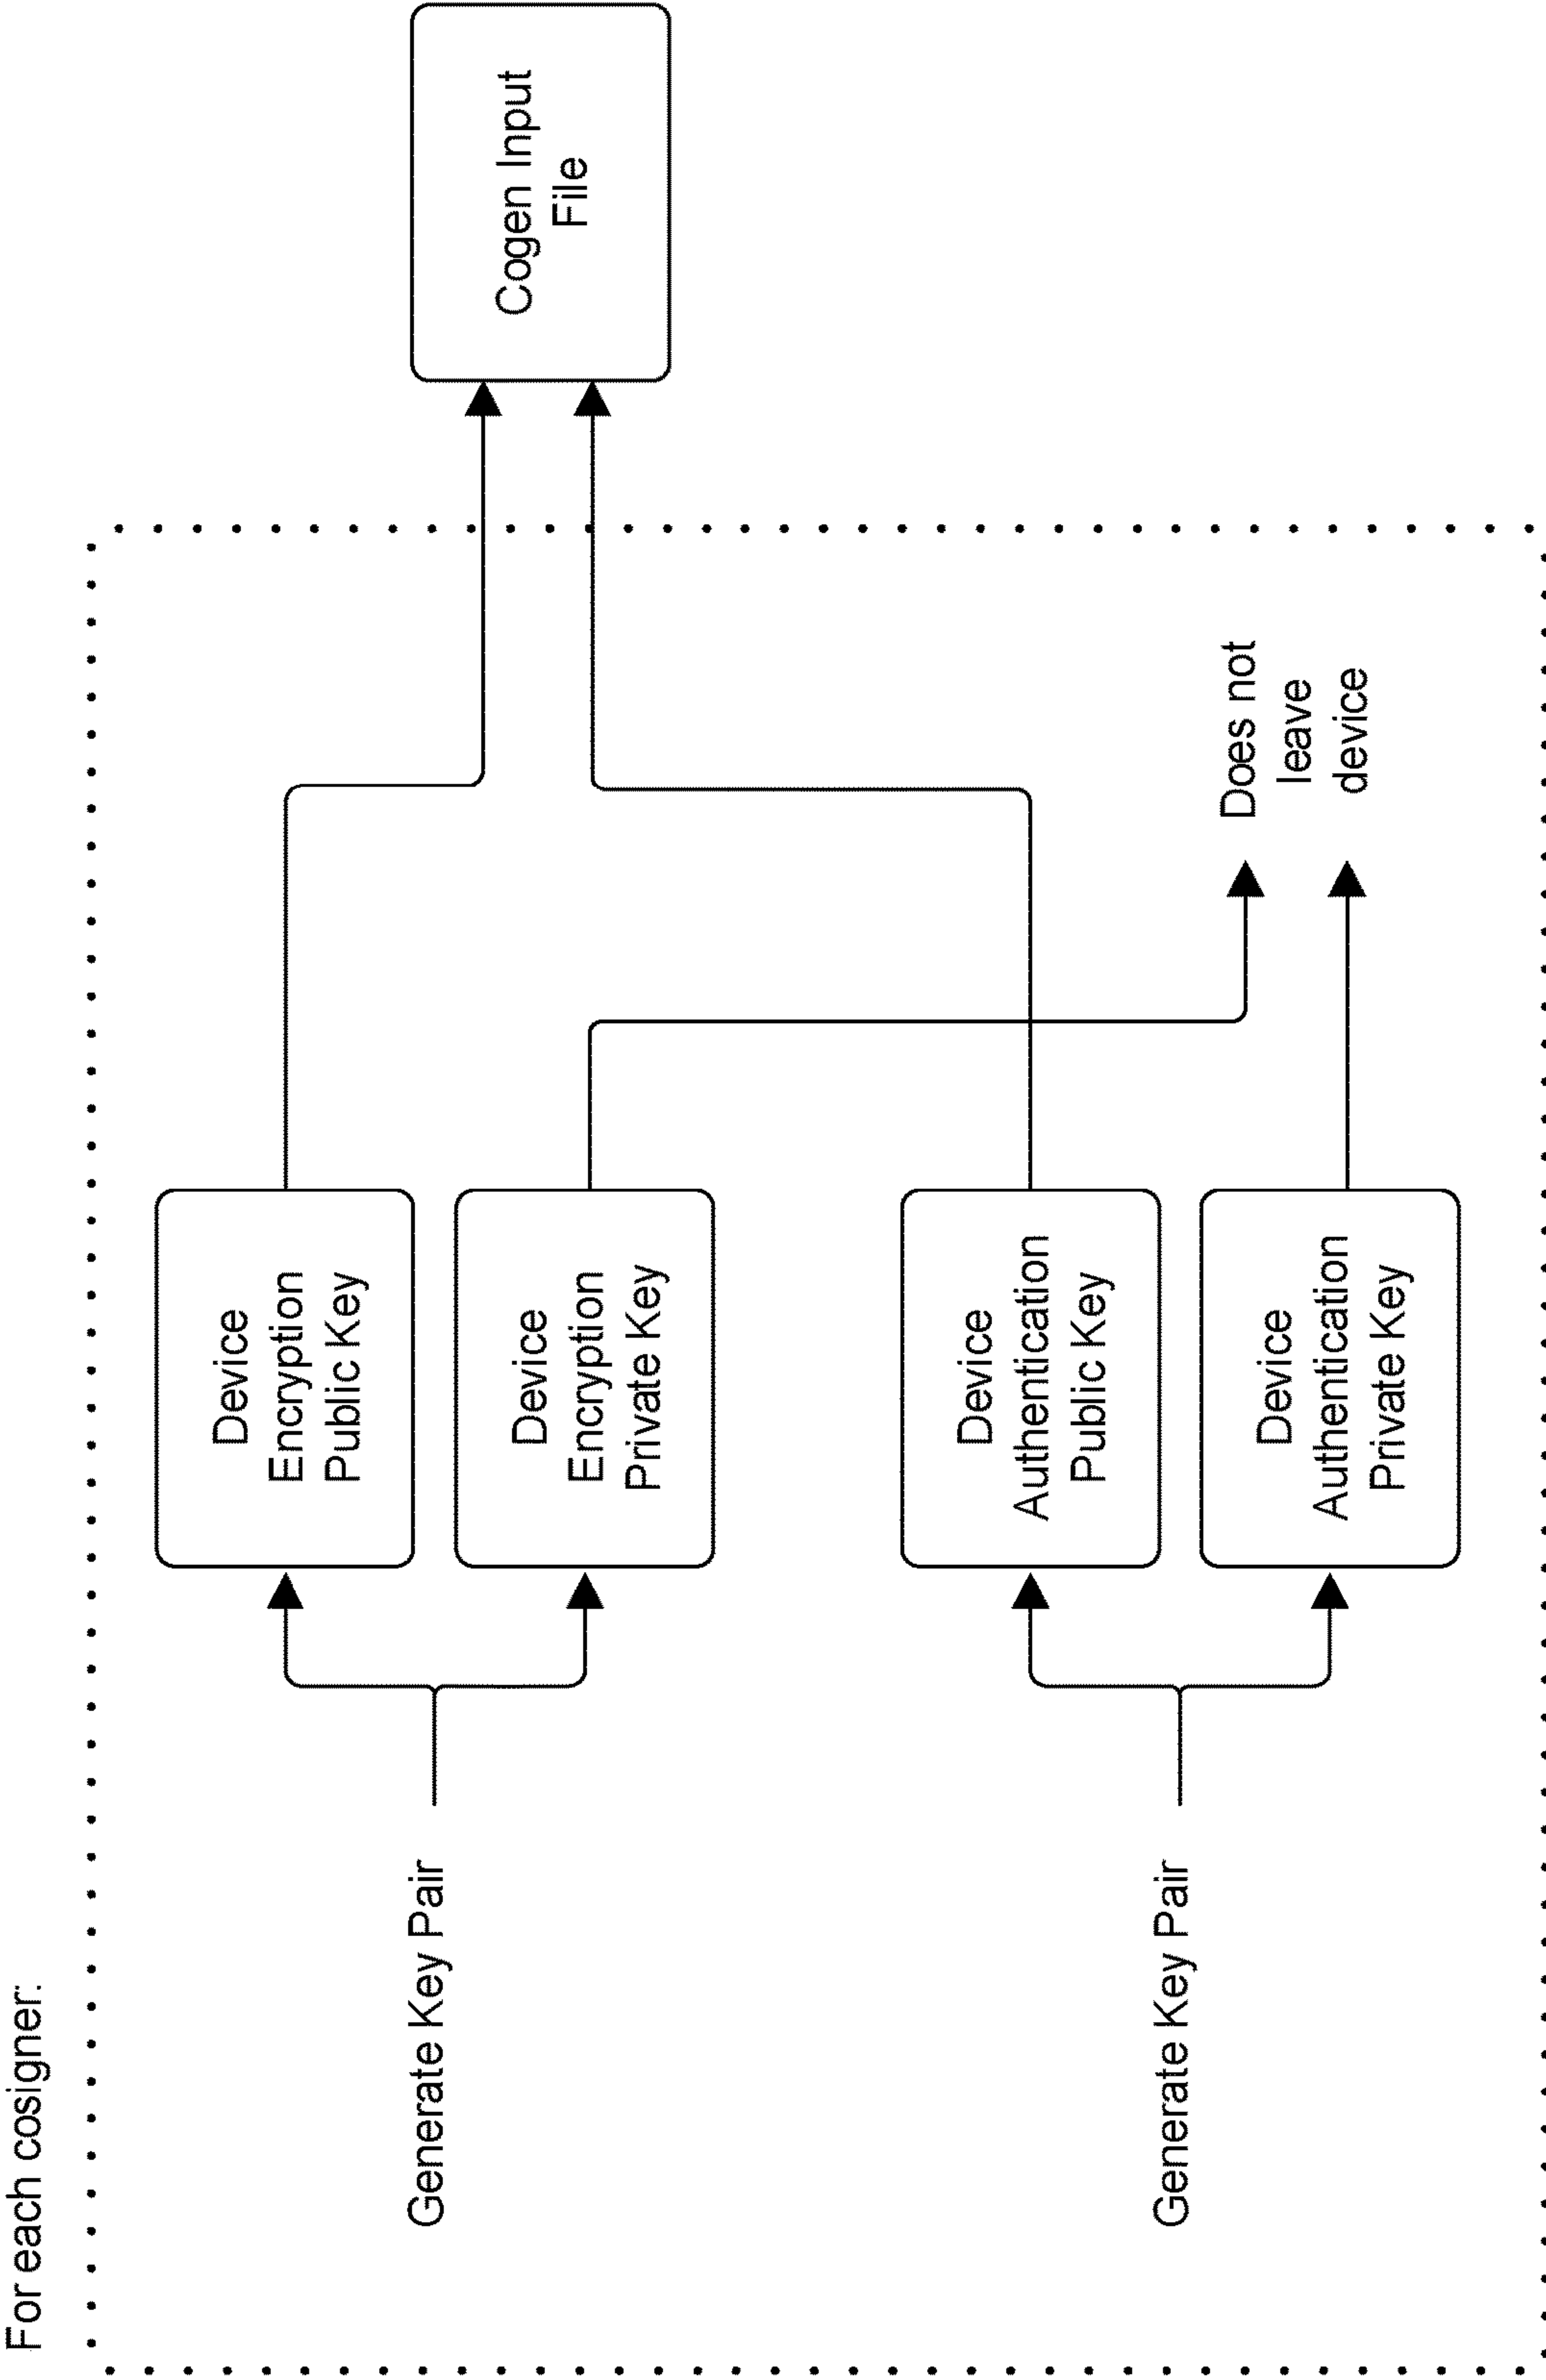 For each cosigner:
Generate Key Pair
Device
Encryption
Public Key
Device
Encryption
Private Key
Generate Key Pair
Device
Authentication
Public Key
Device
Authentication
Private Key
Does not
leave
device
Cogen Input
File